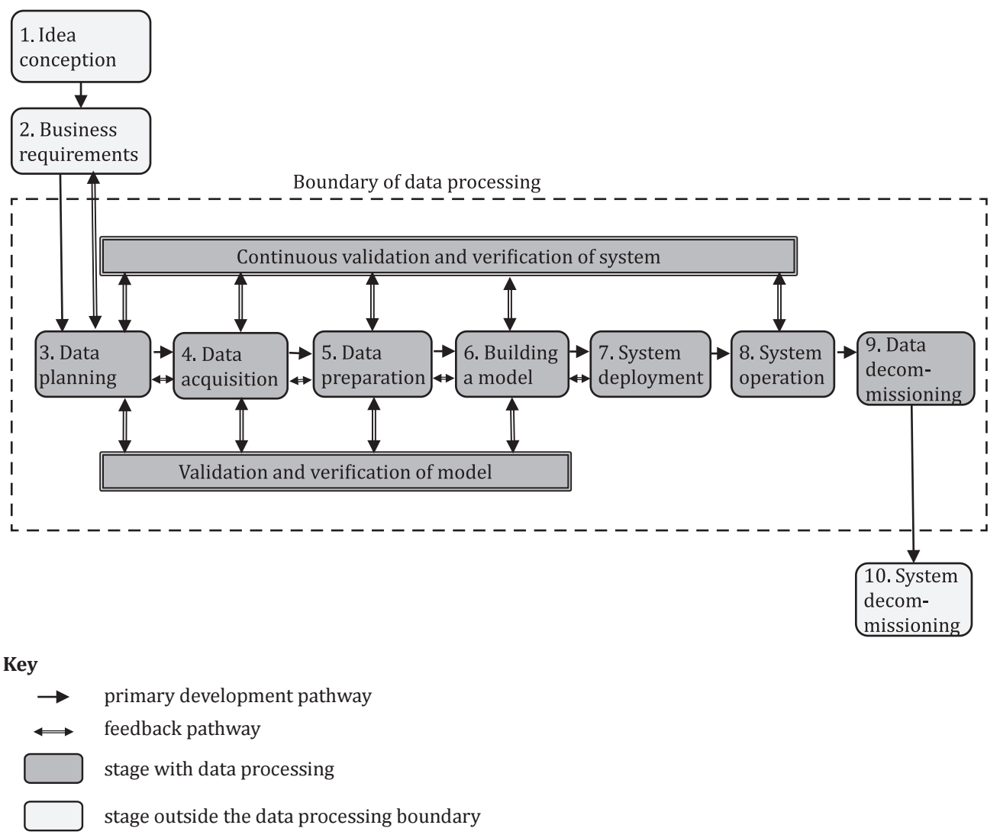 1. Idea
conception
2. Business
requirements
Boundary of data processing
Continuous validation and verification of system
3. Data
planning
4. Data
acquisition
5. Data
preparation
6. Building
a model
7. System
deployment
8. System
operation
9. Data
decom-
missioning
Validation and verification of model
10. System
decom-
missioning
Key
primary development pathway
feedback pathway
stage with data processing
stage outside the data processing boundary